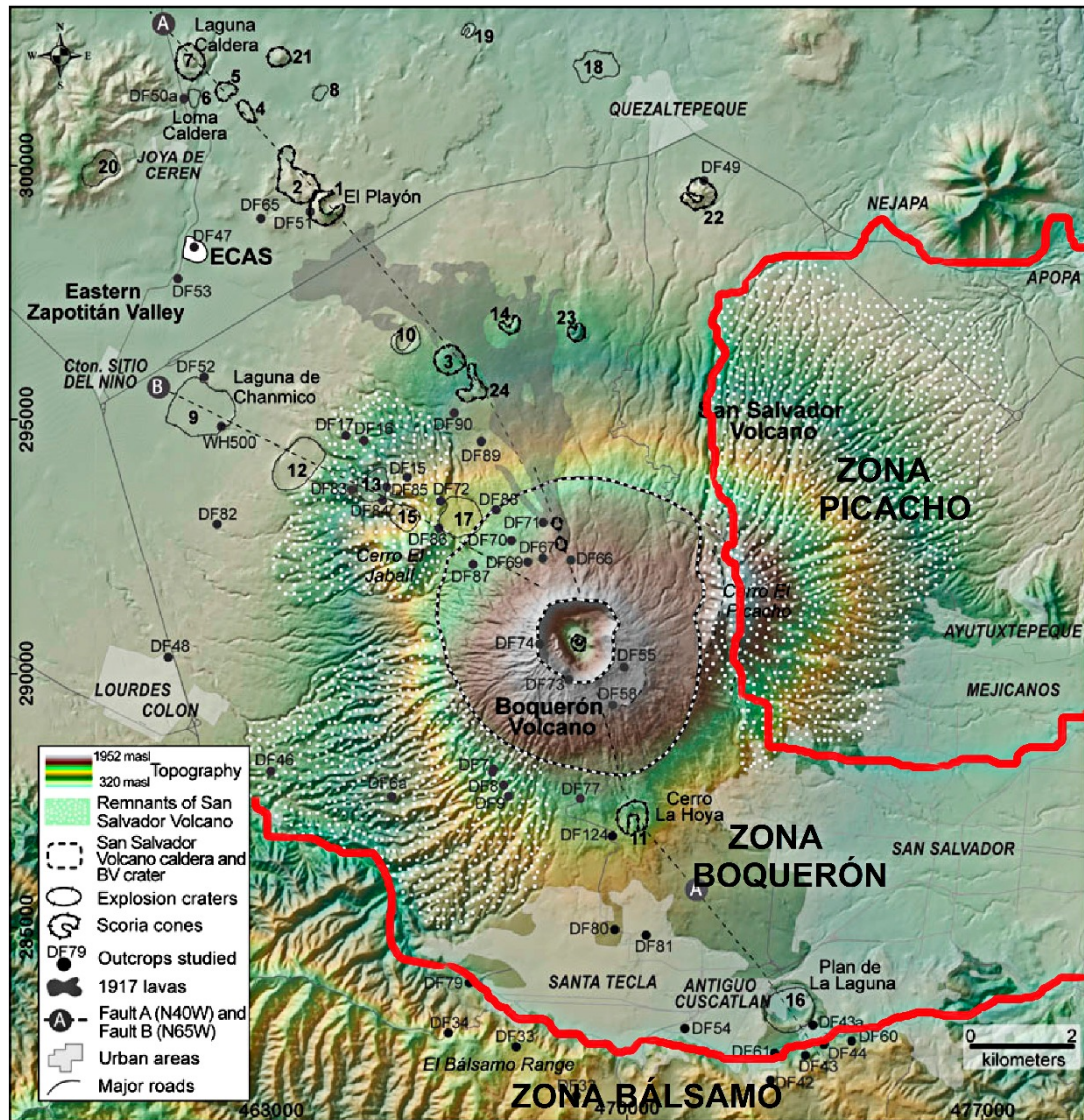 A
Laguna
Caldera
N
W
E
S
7
21
19
18
5
8
DF50a
6
4
Loma
Caldera
QUEZALTEPEQUE
20
JOYA DE
CEREN
300000
2
1
El Playón
DF49
22
DF65
DF51
NEJAPA
DF47
ECAS
DF53
APOPA
Eastern
Zapotitán Valley
14
23
10
3
Cton. SITIO
DEL NIÑO
B
DF52
Laguna de
Chanmico
24
9
WH500
295000
DF90
San Salvador
Volcano
DF17
DF16
DF89
ZONA
PICACHO
12
DF15
13
DF83
DF85
DF72
DF84
DF88
15
17
DF82
DF71
DF86
DF70
DF67
DF66
Cerro El
Jabalí
DF69
DF87
Cerro El
Picacho
AYUTUXTEPEQUE
DF48
DF74
DF55
290000
DF73
DF58
MEJICANOS
LOURDES
COLON
Boquerón
Volcano
1952 masl
Topography
320 masl
Remnants of San
Salvador Volcano
San Salvador
Volcano caldera and
BV crater
Explosion craters
Scoria cones
DF79
Outcrops studied
1917 lavas
A
Fault A (N40W) and
Fault B (N65W)
Urban areas
Major roads
DF46
DF6a
DF7
DF8
DF9
DF77
Cerro
La Hoya
DF124
11
ZONA
BOQUERÓN
SAN SALVADOR
A
285000
DF80
DF81
SANTA TECLA
ANTIGUO
CUSCATLAN
Plan de
La Laguna
16
DF79
DF34
DF33
DF54
DF43a
DF60
DF44
DF61
DF43
DF42
0
2
kilometers
El Bálsamo Range
DF32
ZONA BÁLSAMO
463000
470000
477000